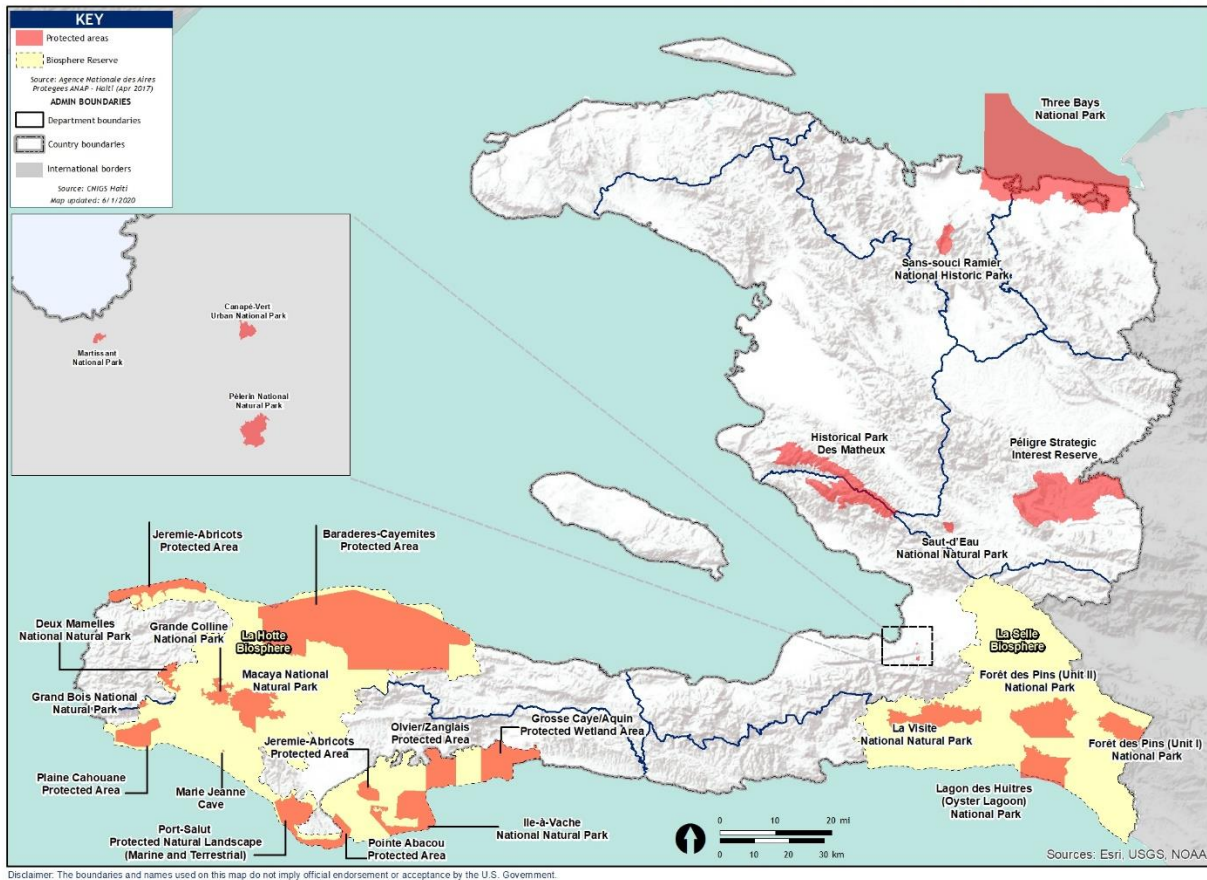 KEY
Protected areas
Biosphere Reserve
Source: Agence Nationale des Aires
Protegees ANAP - Haiti (Apr 2017)
ADMIN BOUNDARIES
Department boundaries
Country boundaries
International borders
Source: CNIGS Haiti
Map updated: 6/1/2020
Three Bays
National Park
Sans-souci Ramier
National Historic Park
Canapé-Vert
Urban National Park
Martissant
National Park
Pèlerin National
Natural Park
Historical Park
Des Matheux
Péligre Strategic
Interest Reserve
Saut-d'Eau
National Natural Park
Jeremie-Abricots
Protected Area
Baraderes-Cayemites
Protected Area
Deux Mamelles
National Natural Park
Grande Colline
National Park
La Hotte
Biosphere
La Selle
Biosphere
Macaya National
Natural Park
Forêt des Pins (Unit II)
National Park
Grand Bois National
Natural Park
Olvier/Zanglais
Protected Area
Grosse Caye/Aquin
Protected Wetland Area
Jeremie-Abricots
Protected Area
La Visite
National Natural Park
Forêt des Pins (Unit I)
National Park
Plaine Cahouane
Protected Area
Marie Jeanne
Cave
Lagon des Huitres
(Oyster Lagoon)
National Park
Port-Salut
Protected Natural Landscape
(Marine and Terrestrial)
Pointe Abacou
Protected Area
Ile-à-Vache
National Natural Park
0 10 20 mi
0 10 20 30 km
Sources: Esri, USGS, NOAA
Disclaimer: The boundaries and names used on this map do not imply official endorsement or acceptance by the U.S. Government.